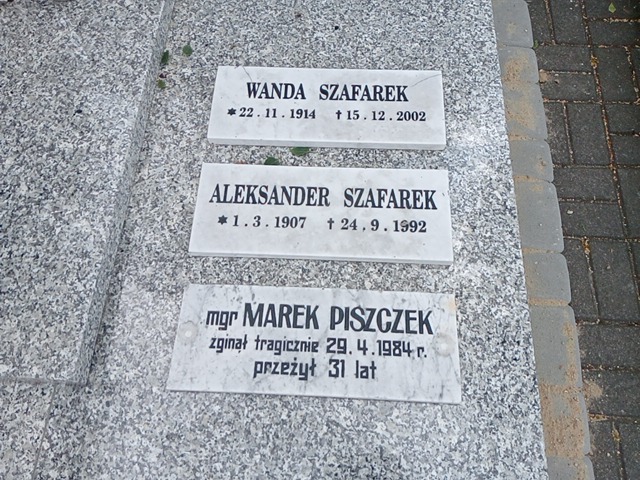 WANDA SZAFAREK
* 22.11.1914 † 15.12.2002
ALEKSANDER SZAFAREK
* 1.3.1907 † 24.9.1992
mgr MAREK PISZCZEK
zginął tragicznie 29.4.1984 r.
przeżył 31 lat